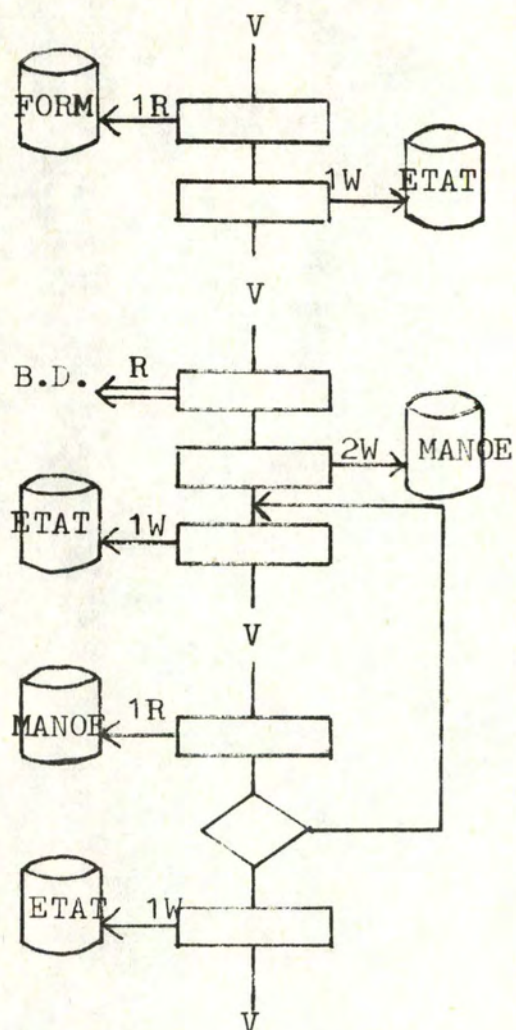 V
FORM 1R
1W ETAT
V
B.D. R
2W MANOE
ETAT 1W
V
MANOE 1R
ETAT 1W
V